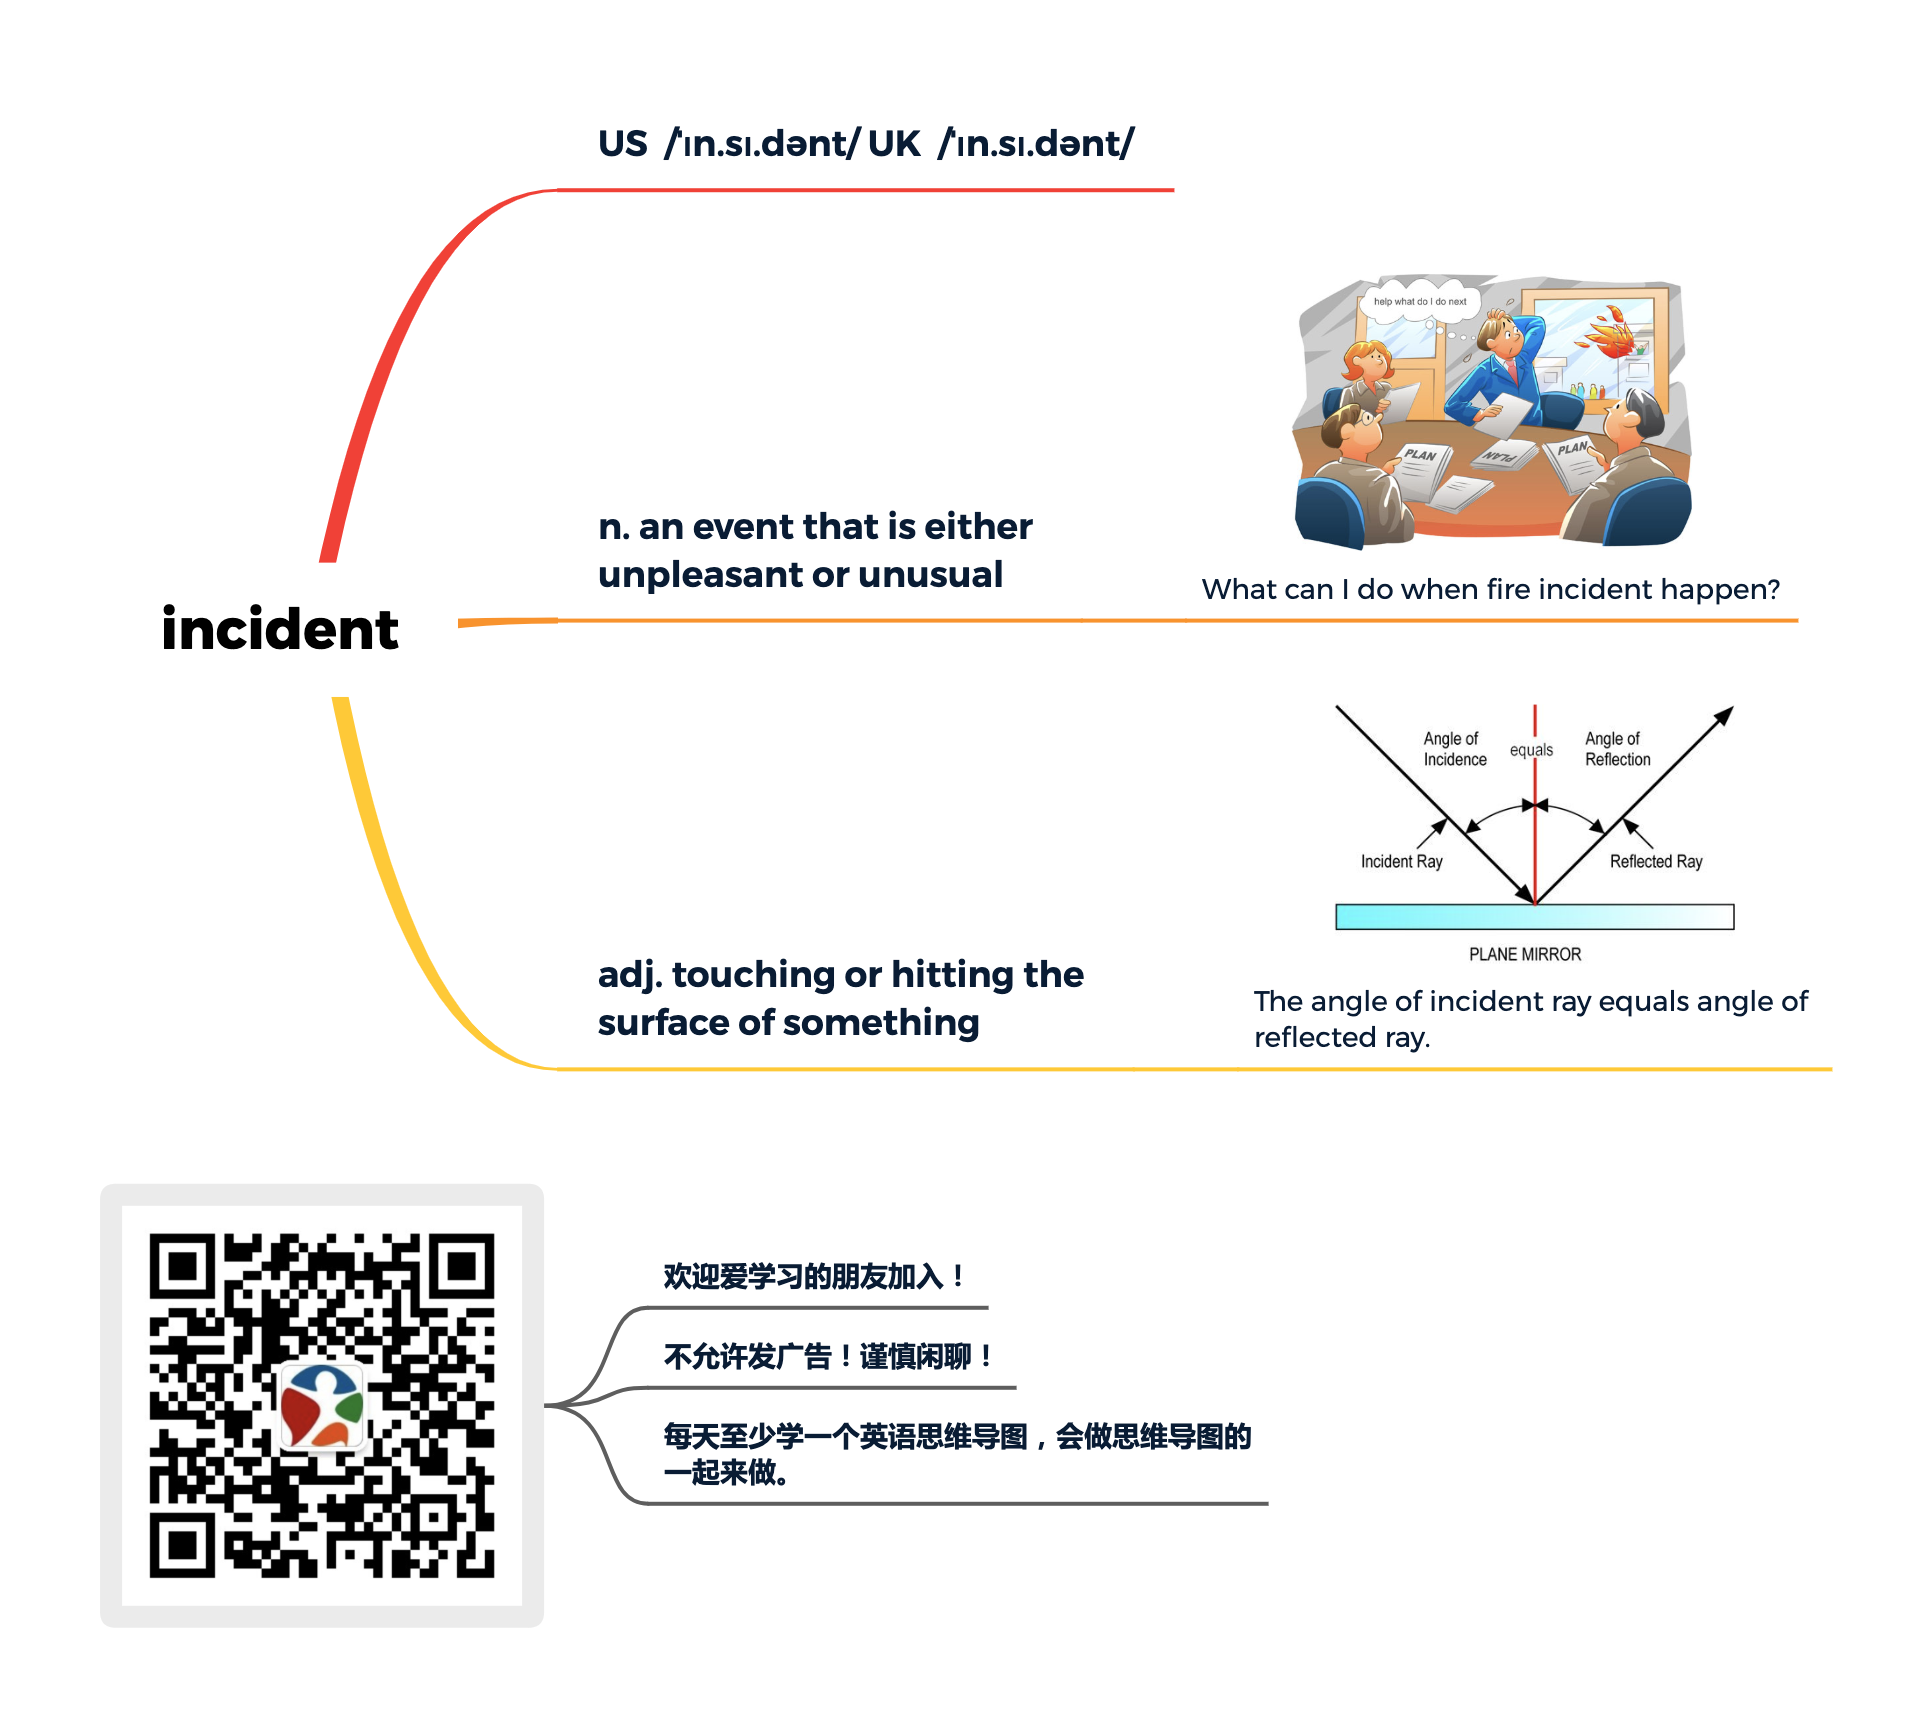 US /ˈɪn.sɪ.dənt/ UK /ˈɪn.sɪ.dənt/
help what do I do next
PLAN
PLAN
PLAN
n. an event that is either
unpleasant or unusual
What can I do when fire incident happen?
incident
Angle of
Incidence
equals
Angle of
Reflection
Incident Ray
Reflected Ray
PLANE MIRROR
adj. touching or hitting the
surface of something
The angle of incident ray equals angle of
reflected ray.
欢迎爱学习的朋友加入！
不允许发广告！谨慎闲聊！
每天至少学一个英语思维导图，会做思维导图的
一起来做。